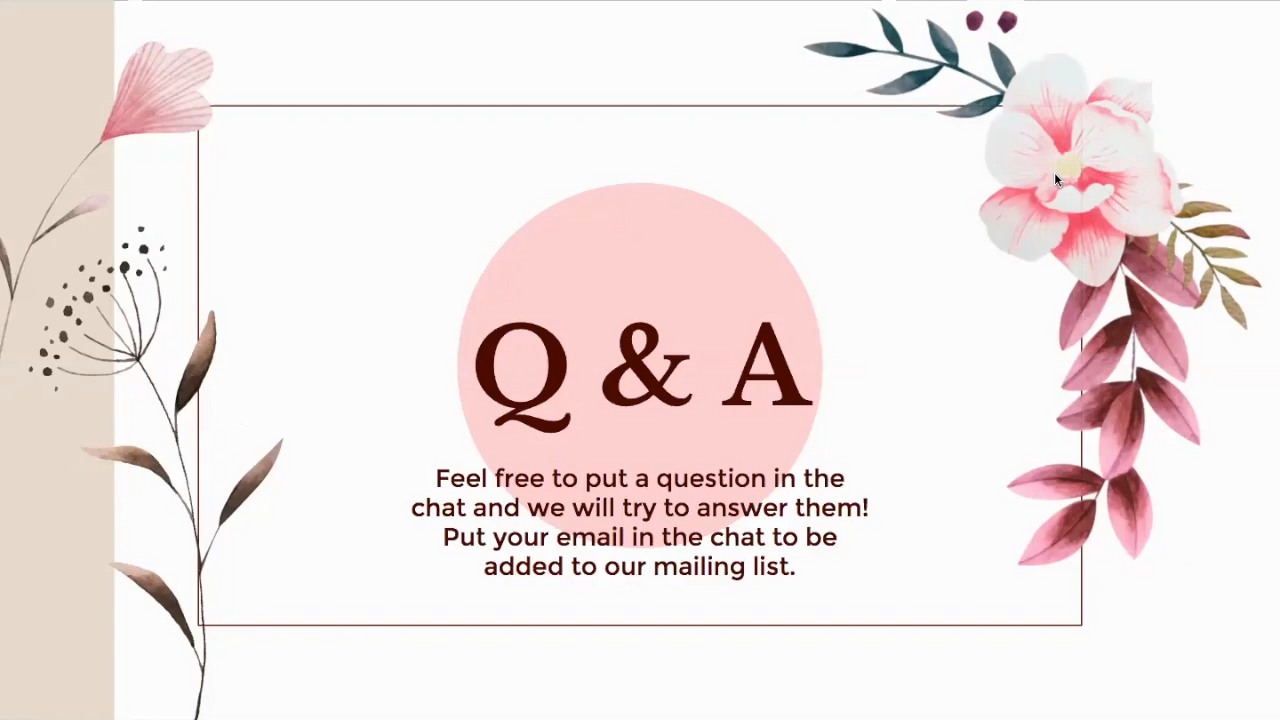 Q & A
Feel free to put a question in the
chat and we will try to answer them!
Put your email in the chat to be
added to our mailing list.